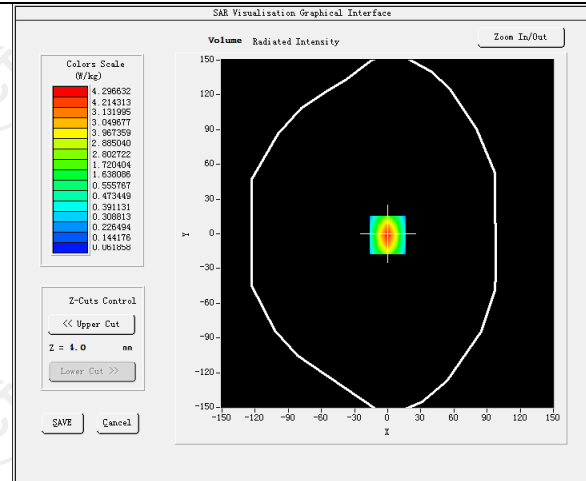 SAR Visualisation Graphical Interface
Volume Radiated Intensity
Zoom In/Out
Colors Scale
(W/kg)
4.296632
4.214313
3.131995
3.049677
3.967359
2.885040
2.802722
1.720404
1.638086
0.555767
0.473449
0.391131
0.308813
0.226494
0.144176
0.061858
Z-Cuts Control
<< Upper Cut
Z = 4.0 mm
Lower Cut >>
SAVE Cancel
150
120
90
60
30
0
-30
-60
-90
-120
-150
Y
-150 -120 -90 -60 -30 0 30 60 90 120 150
X